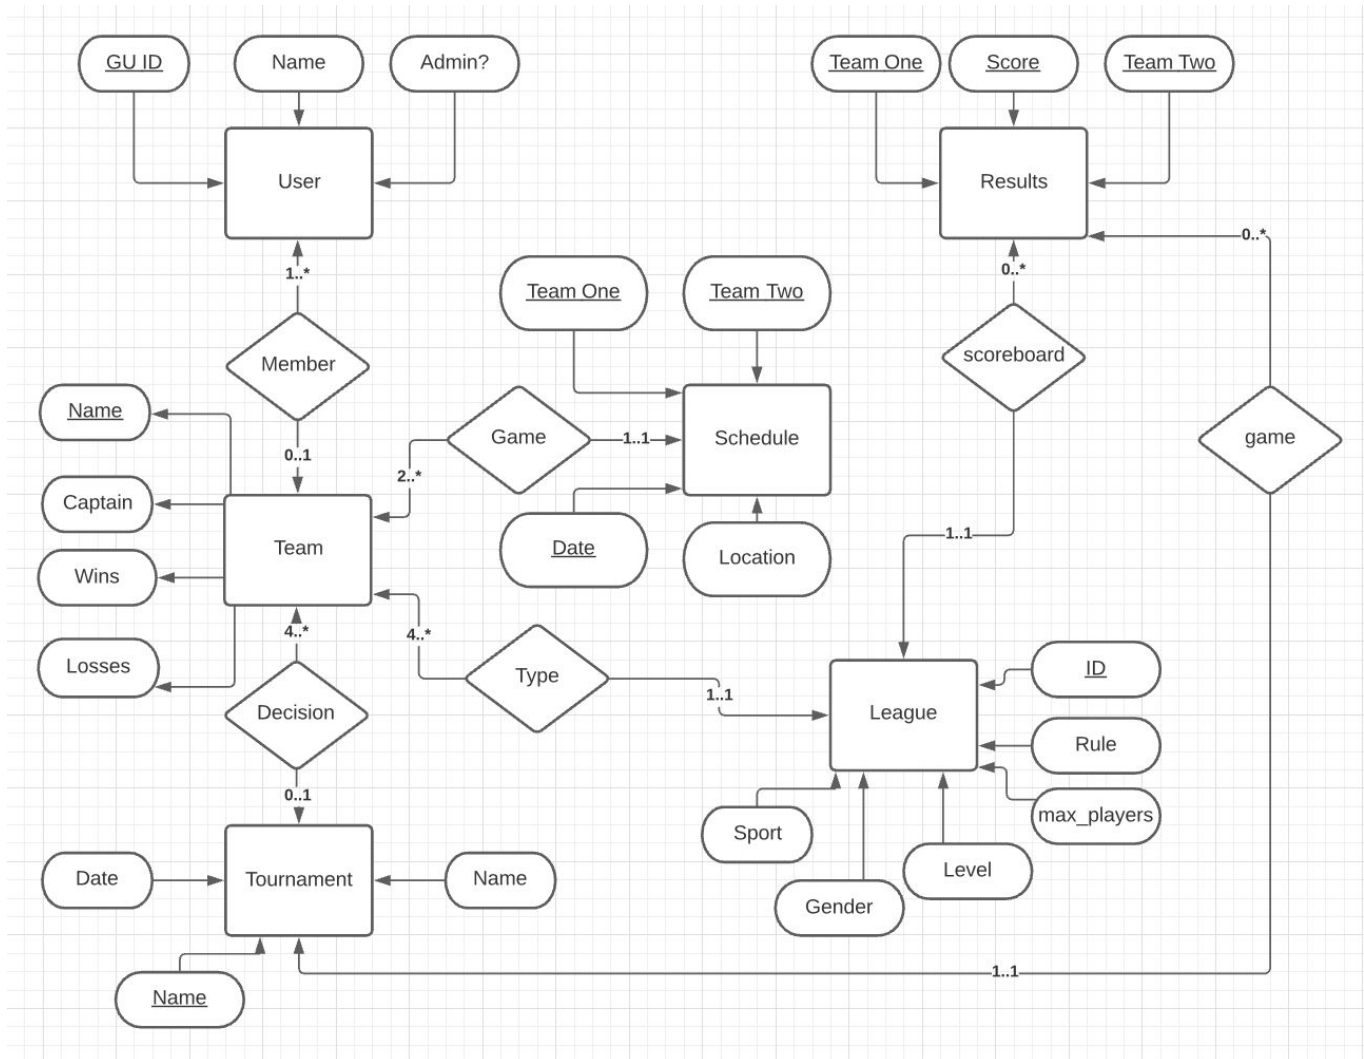 GU ID
Name
Admin?
Team One
Score
Team Two
User
Results
0..*
1..*
0..*
Team One
Team Two
Member
scoreboard
Name
Game
1..1
Schedule
game
0..1
2..*
Captain
Team
1..1
Date
Location
Wins
4..*
4..*
Losses
Type
ID
1..1
Decision
League
Rule
0..1
max_players
Sport
Level
Date
Tournament
Name
Gender
1..1
Name